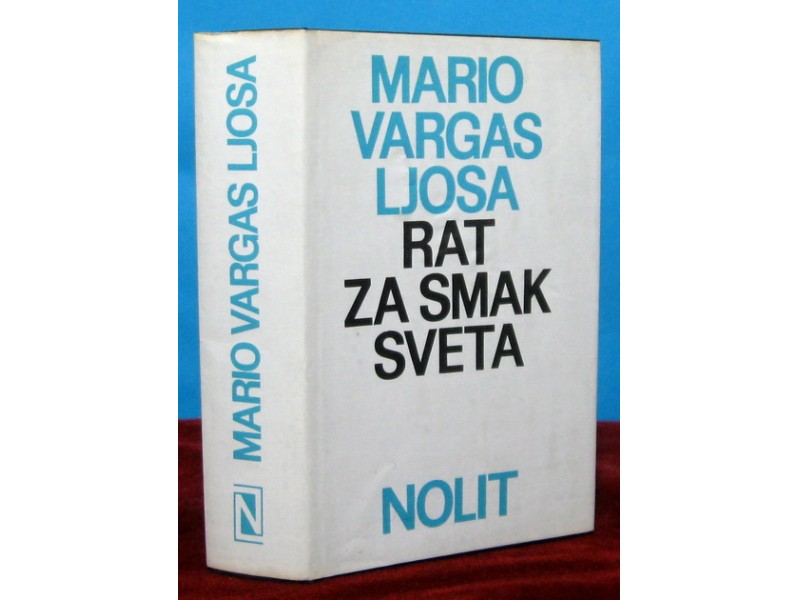 MARIO VARGAS LJOSA
MARIO
VARGAS
LJOSA
RAT
ZA SMAK
SVETA
NOLIT